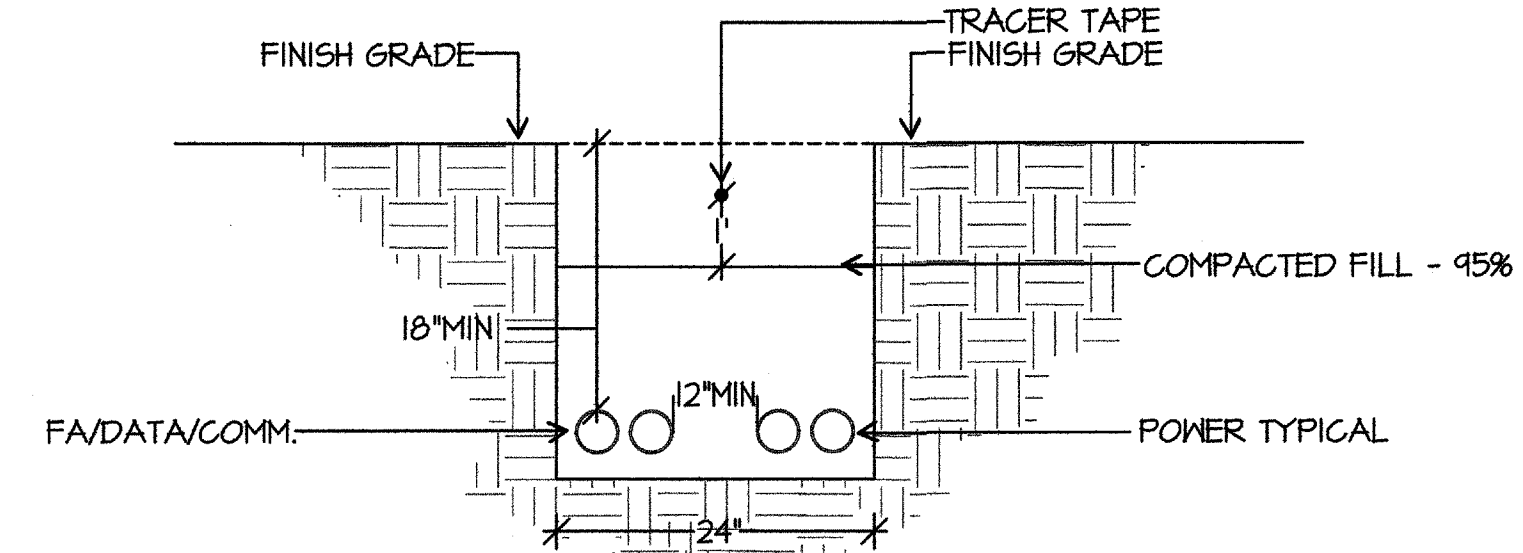 TRACER TAPE
FINISH GRADE
FINISH GRADE
1'
COMPACTED FILL - 95%
18"MIN
12"MIN
FA/DATA/COMM.
POWER TYPICAL
24"